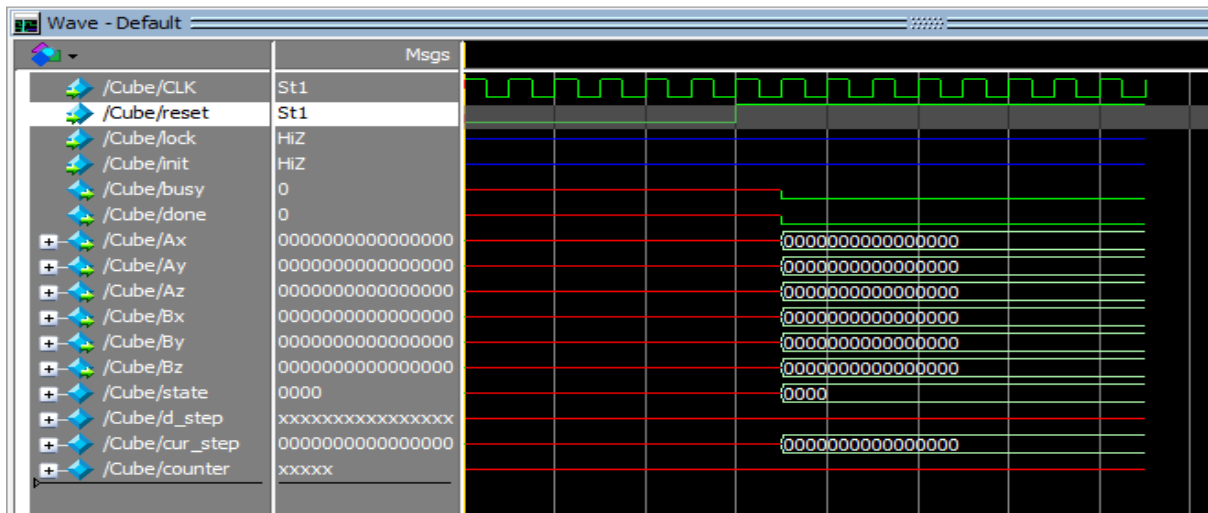 Wave - Default
Msgs
/Cube/CLK St1
/Cube/reset St1
/Cube/lock HiZ
/Cube/init HiZ
/Cube/busy 0
/Cube/done 0
/Cube/Ax 0000000000000000 0000000000000000
/Cube/Ay 0000000000000000 0000000000000000
/Cube/Az 0000000000000000 0000000000000000
/Cube/Bx 0000000000000000 0000000000000000
/Cube/By 0000000000000000 0000000000000000
/Cube/Bz 0000000000000000 0000000000000000
/Cube/state 0000 0000
/Cube/d_step xxxxxxxxxxxxxxxx
/Cube/cur_step 0000000000000000 0000000000000000
/Cube/counter xxxxx